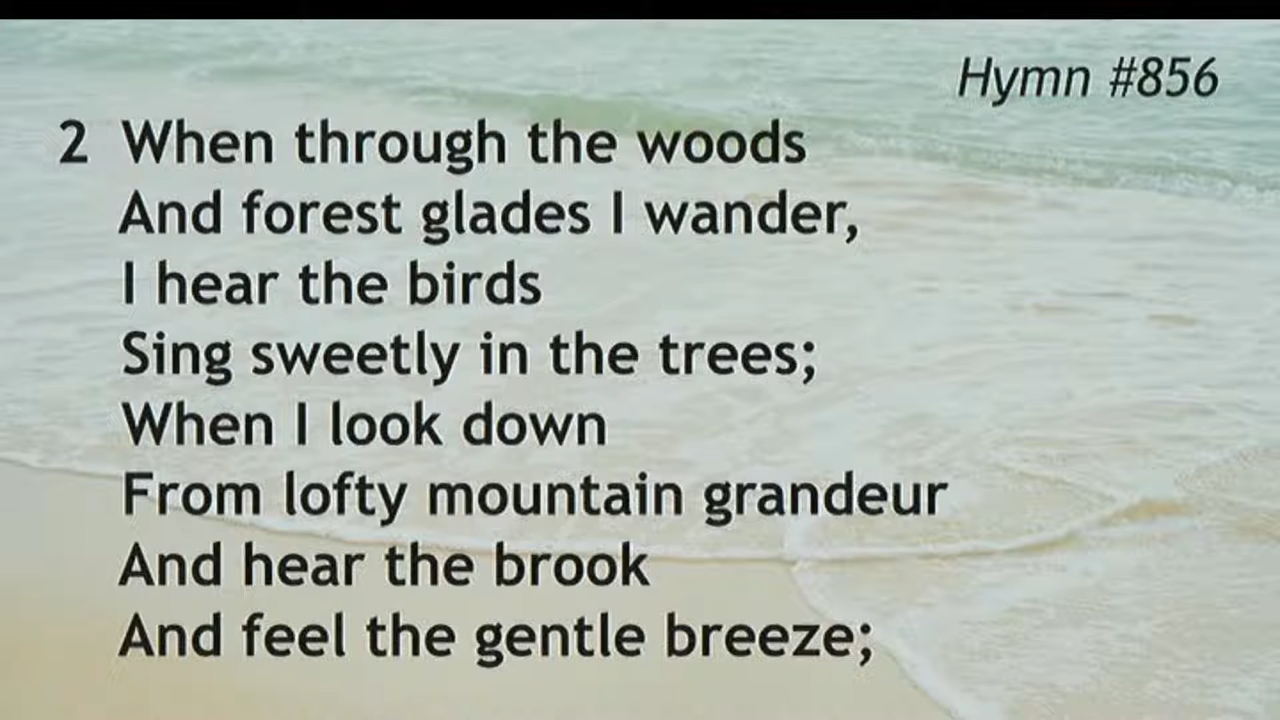 Hymn #856
2 When through the woods
And forest glades I wander,
I hear the birds
Sing sweetly in the trees;
When I look down
From lofty mountain grandeur
And hear the brook
And feel the gentle breeze;